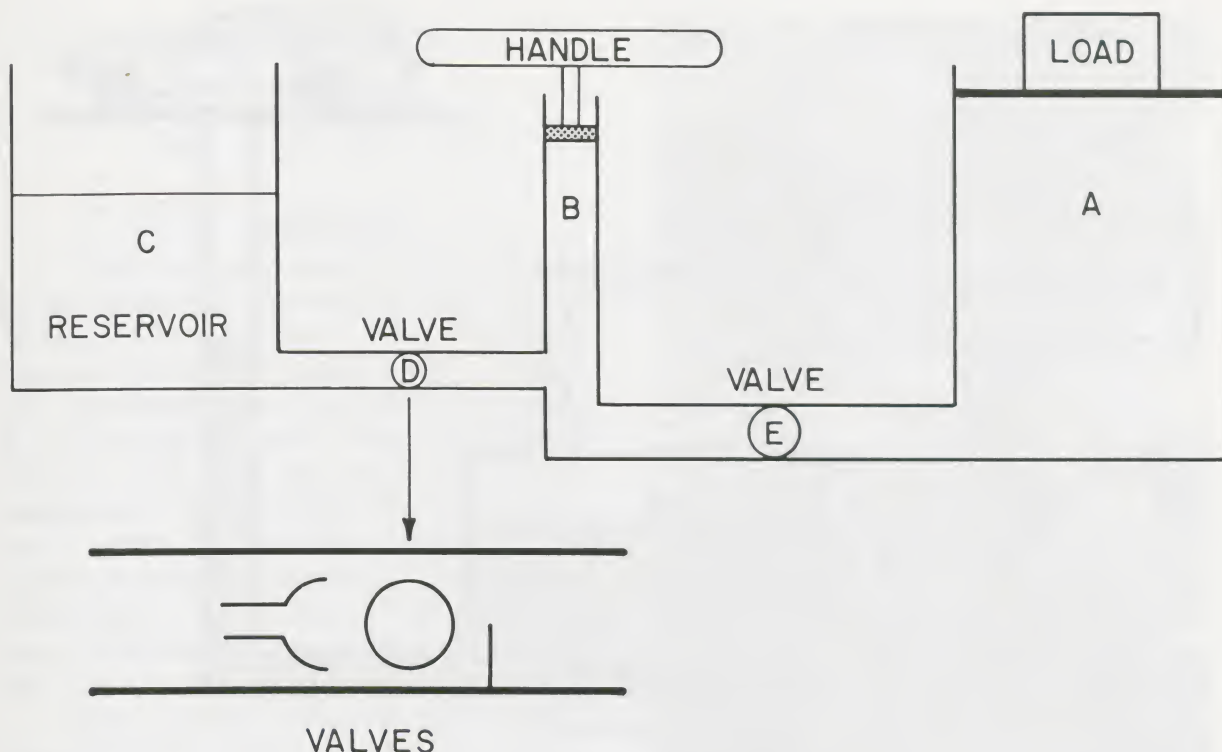 HANDLE
LOAD
B
A
C
RESERVOIR
VALVE
D
VALVE
E
VALVES